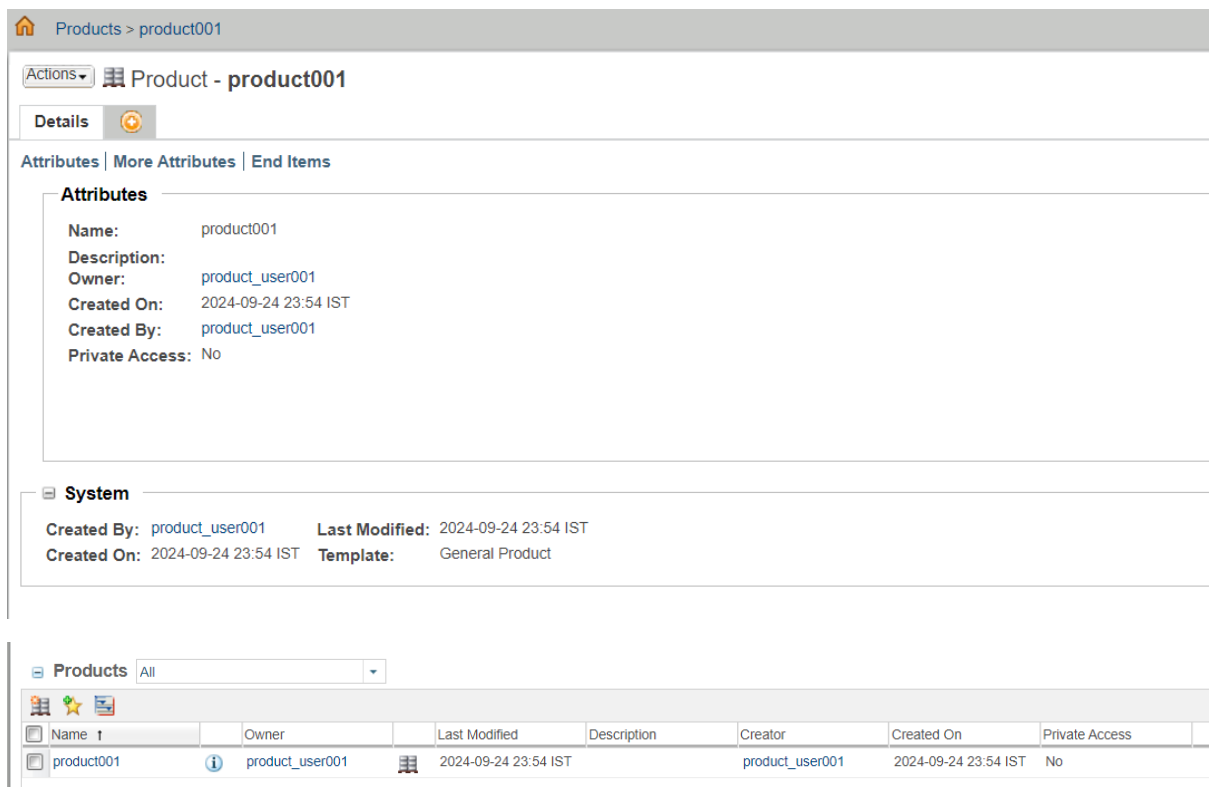 Products > product001
Actions Product - product001
Details
Attributes | More Attributes | End Items
Attributes
Name: product001
Description:
Owner: product_user001
Created On: 2024-09-24 23:54 IST
Created By: product_user001
Private Access: No
System
Created By: product_user001 Last Modified: 2024-09-24 23:54 IST
Created On: 2024-09-24 23:54 IST Template: General Product
Products All
Name Owner Last Modified Description Creator Created On Private Access
product001 product_user001 2024-09-24 23:54 IST product_user001 2024-09-24 23:54 IST No